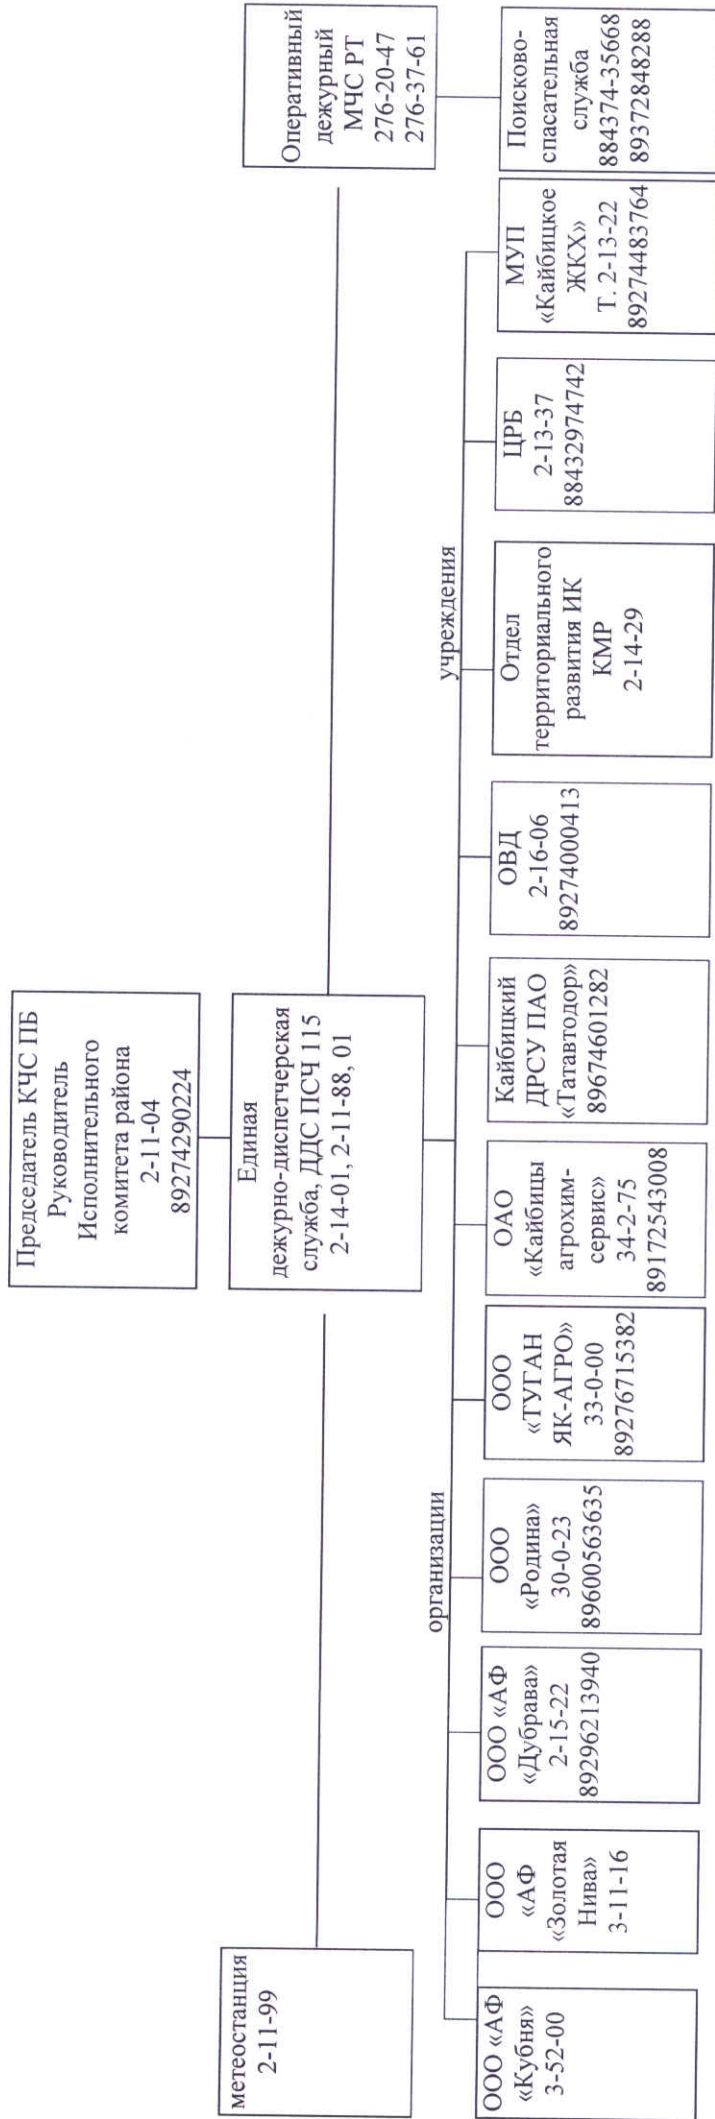 Председатель КЧС ПБ
Руководитель
Исполнительного
комитета района
2-11-04
89274290224
метеостанция
2-11-99
Единая
дежурно-диспетчерская
служба, ДДС ПСЧ 115
2-14-01, 2-11-88, 01
Оперативный
дежурный
МЧС РТ
276-20-47
276-37-61
организации
учреждения
ООО «АФ
«Кубня»
3-52-00
ООО
«АФ
«Золотая
Нива»
3-11-16
ООО «АФ
«Дубрава»
2-15-22
89296213940
ООО
«Родина»
30-0-23
89600563635
ООО
«ТУГАН
ЯК-АГРО»
33-0-00
89276715382
ОАО
«Кайбицы
агрохим-
сервис»
34-2-75
89172543008
Кайбицкий
ДРСУ ПАО
«Татавтодор»
89674601282
ОВД
2-16-06
89274000413
Отдел
территориального
развития ИК
КМР
2-14-29
ЦРБ
2-13-37
88432974742
МУП
«Кайбицкое
ЖКХ»
Т. 2-13-22
89274483764
Поисково-
спасательная
служба
884374-35668
89372848288